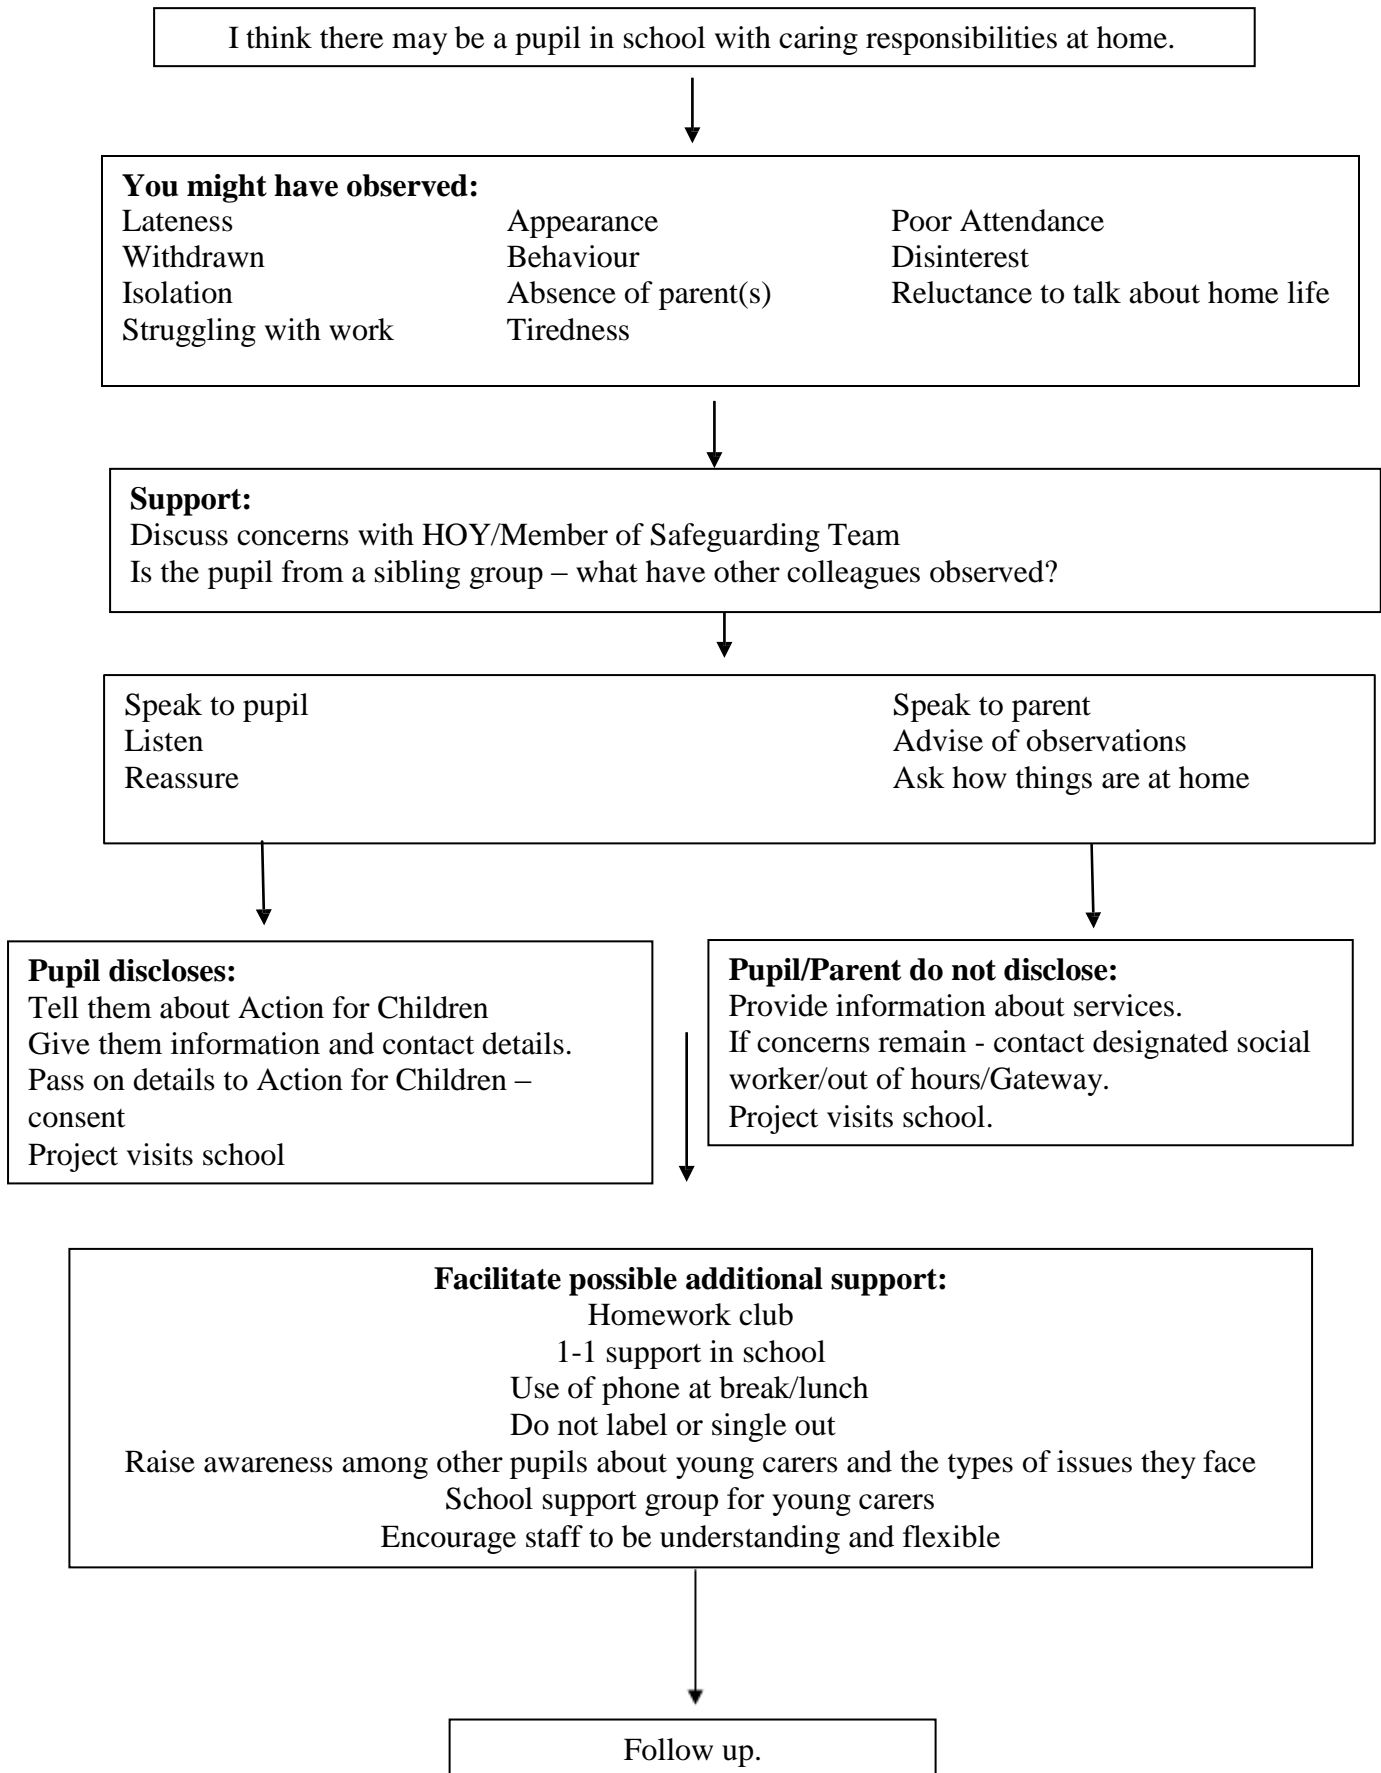 I think there may be a pupil in school with caring responsibilities at home.
You might have observed:
Lateness Appearance Poor Attendance
Withdrawn Behaviour Disinterest
Isolation Absence of parent(s) Reluctance to talk about home life
Struggling with work Tiredness
Support:
Discuss concerns with HOY/Member of Safeguarding Team
Is the pupil from a sibling group – what have other colleagues observed?
Speak to pupil Speak to parent
Listen Advise of observations
Reassure Ask how things are at home
Pupil discloses:
Tell them about Action for Children
Give them information and contact details.
Pass on details to Action for Children –
consent
Project visits school
Pupil/Parent do not disclose:
Provide information about services.
If concerns remain - contact designated social
worker/out of hours/Gateway.
Project visits school.
Facilitate possible additional support:
Homework club
1-1 support in school
Use of phone at break/lunch
Do not label or single out
Raise awareness among other pupils about young carers and the types of issues they face
School support group for young carers
Encourage staff to be understanding and flexible
Follow up.